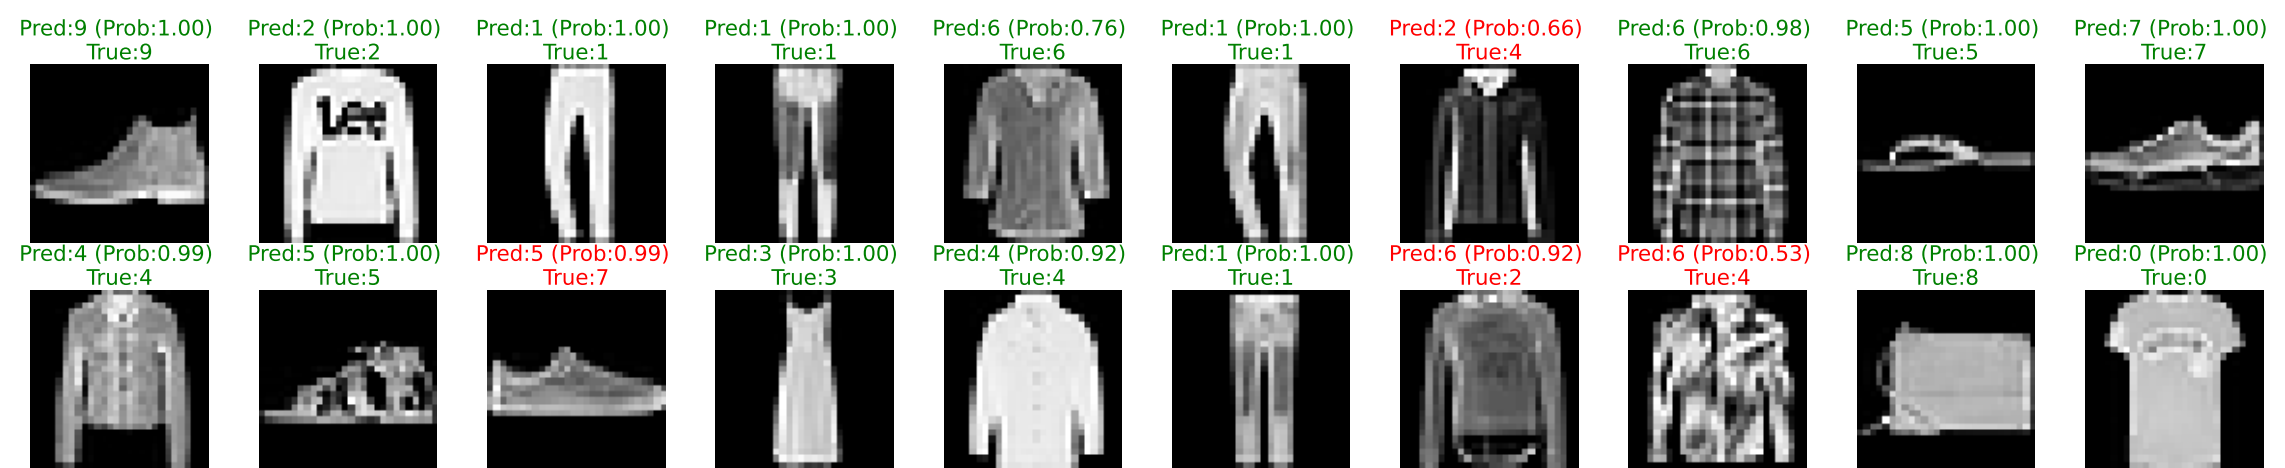 Pred:9 (Prob:1.00)
True:9
Pred:2 (Prob:1.00)
True:2
Pred:1 (Prob:1.00)
True:1
Pred:1 (Prob:1.00)
True:1
Pred:6 (Prob:0.76)
True:6
Pred:1 (Prob:1.00)
True:1
Pred:2 (Prob:0.66)
True:4
Pred:6 (Prob:0.98)
True:6
Pred:5 (Prob:1.00)
True:5
Pred:7 (Prob:1.00)
True:7
Lee
Pred:4 (Prob:0.99)
True:4
Pred:5 (Prob:1.00)
True:5
Pred:5 (Prob:0.99)
True:7
Pred:3 (Prob:1.00)
True:3
Pred:4 (Prob:0.92)
True:4
Pred:1 (Prob:1.00)
True:1
Pred:6 (Prob:0.92)
True:2
Pred:6 (Prob:0.53)
True:4
Pred:8 (Prob:1.00)
True:8
Pred:0 (Prob:1.00)
True:0